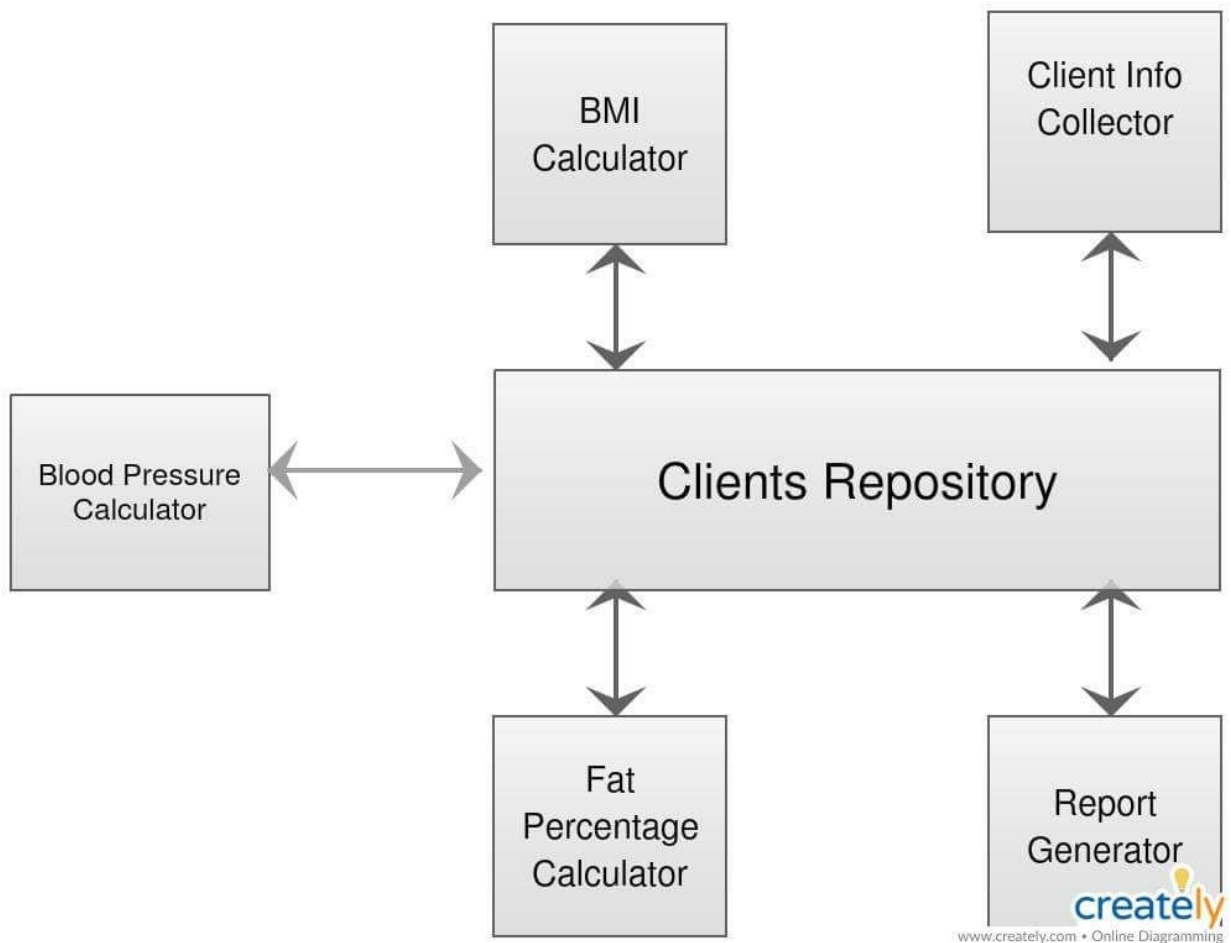 BMI
Calculator
Client Info
Collector
Blood Pressure
Calculator
Clients Repository
Fat
Percentage
Calculator
Report
Generator
creately
www.creately.com • Online Diagramming